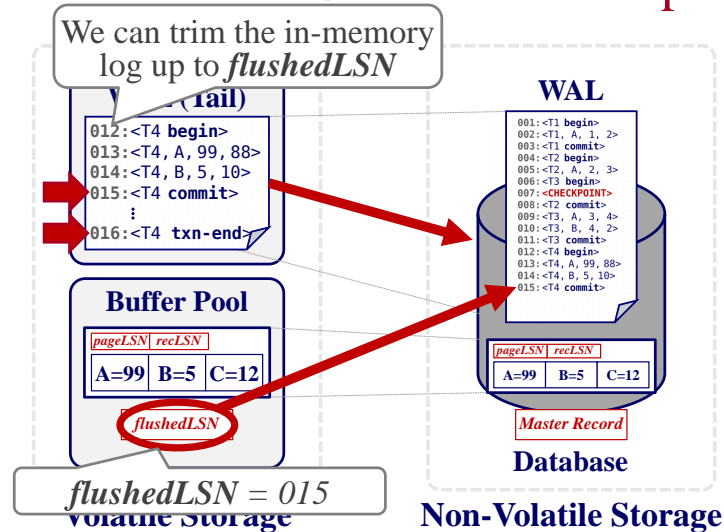 We can trim the in-memory
log up to flushedLSN
(Tail)
012:<T4 begin>
013:<T4, A, 99, 88>
014:<T4, B, 5, 10>
015:<T4 commit>
⋮
016:<T4 txn-end>
Buffer Pool
pageLSN recLSN
A=99 B=5 C=12
flushedLSN
flushedLSN = 015
Volatile Storage
WAL
001:<T1 begin>
002:<T1, A, 1, 2>
003:<T1 commit>
004:<T2 begin>
005:<T2, A, 2, 3>
006:<T3 begin>
007:<CHECKPOINT>
008:<T2 commit>
009:<T3, A, 3, 4>
010:<T3, B, 4, 2>
011:<T3 commit>
012:<T4 begin>
013:<T4, A, 99, 88>
014:<T4, B, 5, 10>
015:<T4 commit>
pageLSN recLSN
A=99 B=5 C=12
Master Record
Database
Non-Volatile Storage